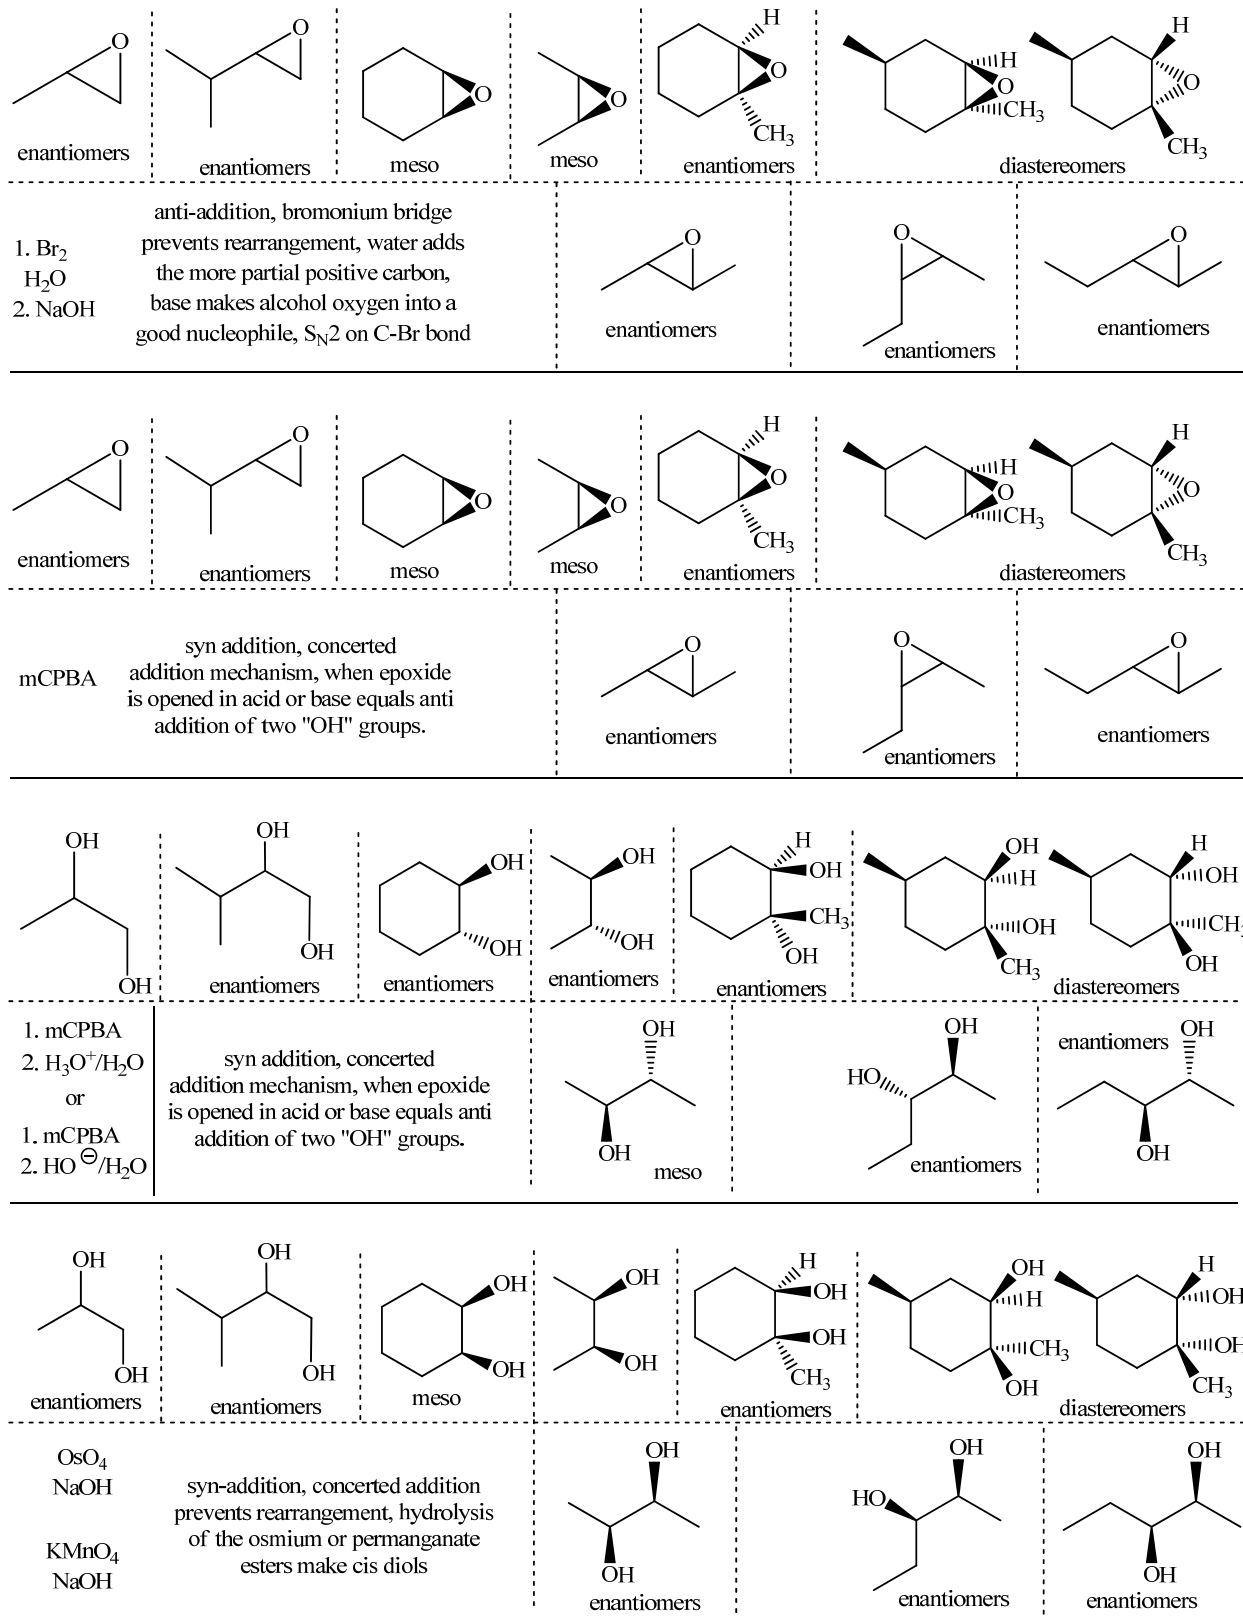 O
O
O
O
H
O
CH3
H
O
CH3
H
O
CH3
enantiomers
enantiomers
meso
meso
enantiomers
diastereomers
1. Br2
H2O
2. NaOH
anti-addition, bromonium bridge
prevents rearrangement, water adds
the more partial positive carbon,
base makes alcohol oxygen into a
good nucleophile, SN2 on C-Br bond
O
enantiomers
O
enantiomers
O
enantiomers
O
O
O
O
H
O
CH3
H
O
CH3
H
O
CH3
enantiomers
enantiomers
meso
meso
enantiomers
diastereomers
mCPBA
syn addition, concerted
addition mechanism, when epoxide
is opened in acid or base equals anti
addition of two "OH" groups.
O
enantiomers
O
enantiomers
O
enantiomers
OH
OH
OH
OH
enantiomers
OH
OH
enantiomers
OH
OH
enantiomers
H
OH
CH3
OH
enantiomers
OH
H
OH
CH3
H
OH
CH3
OH
diastereomers
1. mCPBA
2. H3O+/H2O
or
1. mCPBA
2. HO⊖/H2O
syn addition, concerted
addition mechanism, when epoxide
is opened in acid or base equals anti
addition of two "OH" groups.
OH
OH
meso
OH
HO
enantiomers
enantiomers
OH
OH
OH
OH
enantiomers
OH
OH
enantiomers
OH
OH
meso
OH
OH
H
OH
OH
CH3
enantiomers
OH
H
CH3
OH
H
OH
OH
CH3
diastereomers
OsO4
NaOH
KMnO4
NaOH
syn-addition, concerted addition
prevents rearrangement, hydrolysis
of the osmium or permanganate
esters make cis diols
OH
OH
enantiomers
OH
HO
enantiomers
OH
OH
enantiomers